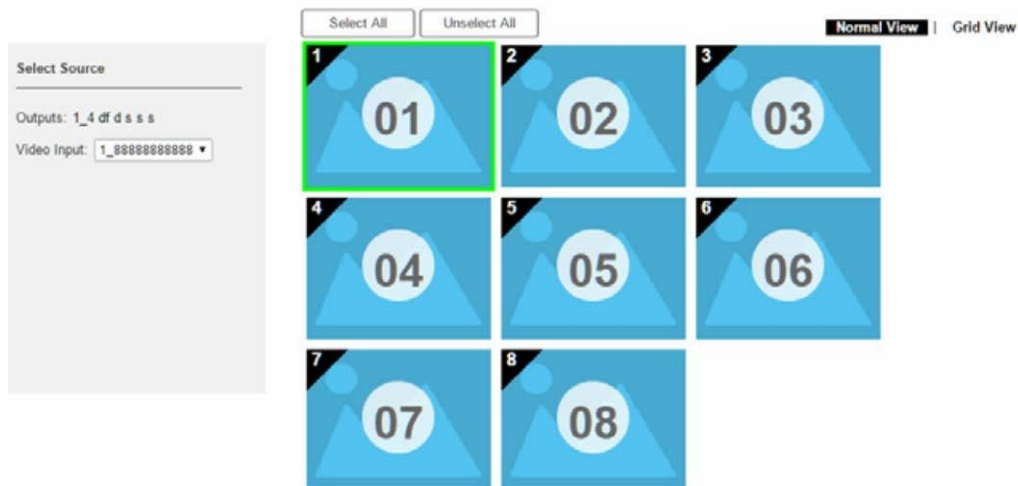 Select All Unselect All
Normal View | Grid View
Select Source
Outputs: 1_4 df d s s s
Video Input: 1_88888888888
1 01
2 02
3 03
4 04
5 05
6 06
7 07
8 08